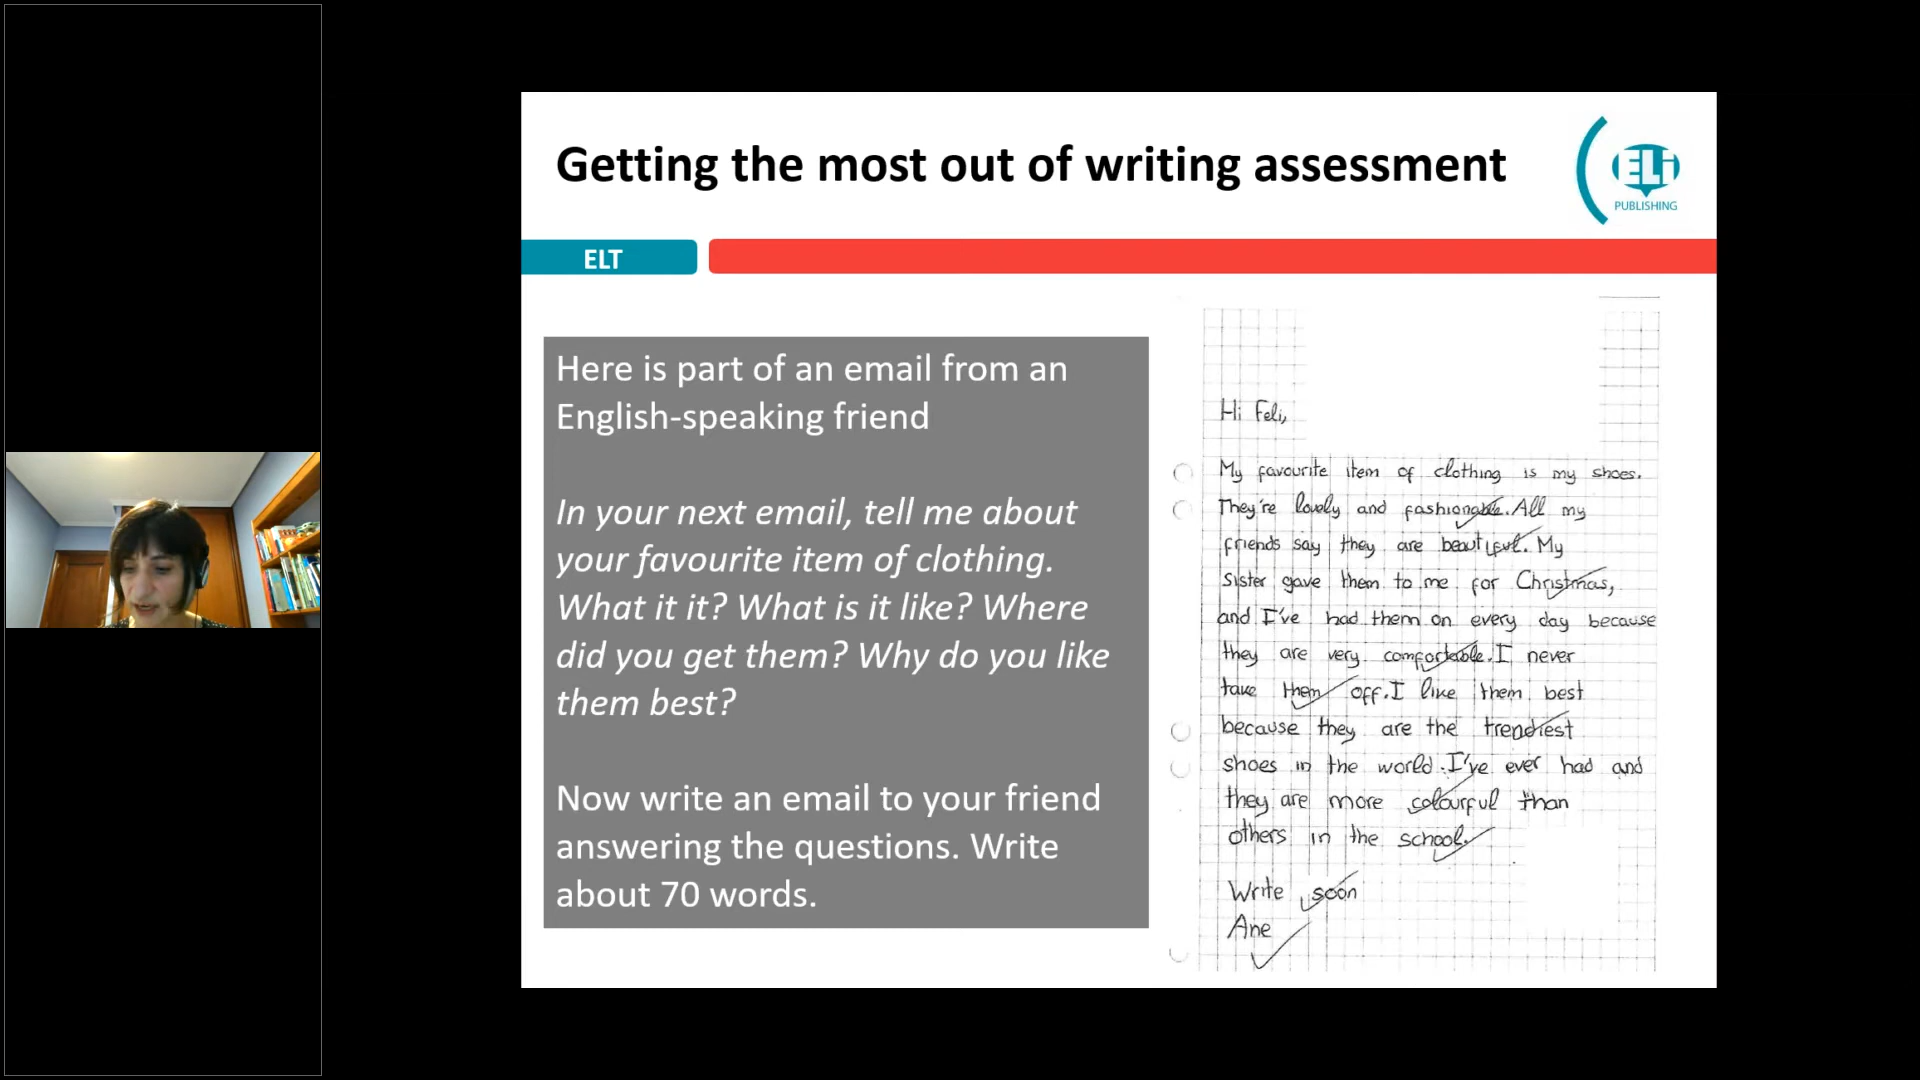 Getting the most out of writing assessment
ELi
PUBLISHING
ELT
Here is part of an email from an
English-speaking friend
In your next email, tell me about
your favourite item of clothing.
What it it? What is it like? Where
did you get them? Why do you like
them best?
Now write an email to your friend
answering the questions. Write
about 70 words.
Hi Feli,
My favourite item of clothing is my shoes.
They're lovely and fashionable. All my
friends say they are beautiful. My
sister gave them to me for Christmas,
and I've had them on every day because
they are very comfortable. I never
take them off. I like them best
because they are the trendiest
shoes in the world. I've ever had and
they are more colourful than
others in the school.
Write soon
Ane